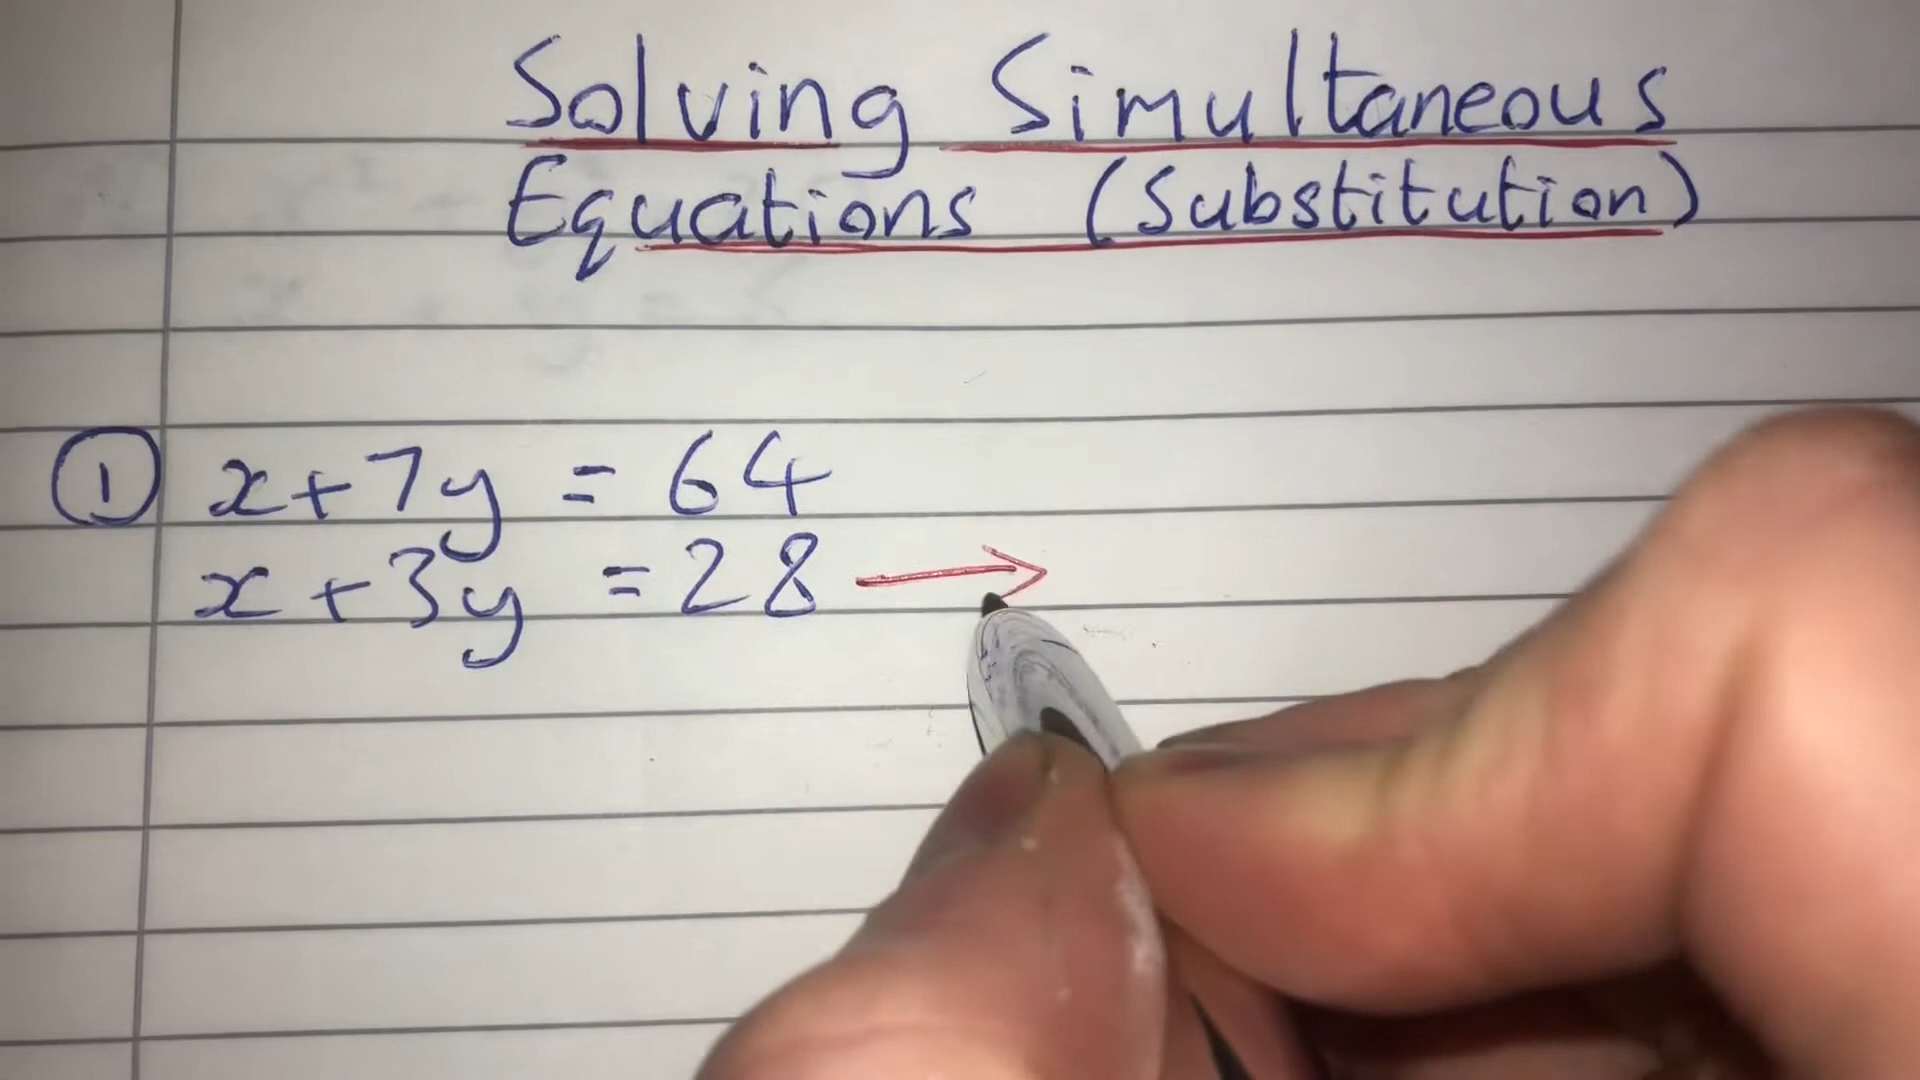 Solving Simultaneous
Equations (Substitution)
① x+7y = 64
x+3y = 28 →